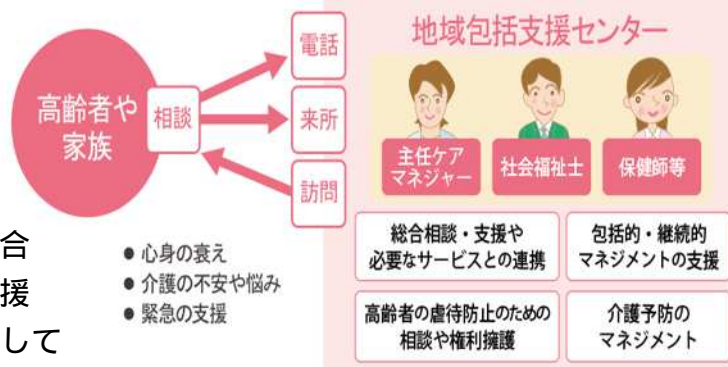 高齢者や
家族
相談
電話
来所
訪問
合
援
して
● 心身の衰え
● 介護の不安や悩み
● 緊急の支援
地域包括支援センター
主任ケア
マネジャー
社会福祉士
保健師等
総合相談・支援や
必要なサービスとの連携
包括的・継続的
マネジメントの支援
高齢者の虐待防止のための
相談や権利擁護
介護予防の
マネジメント